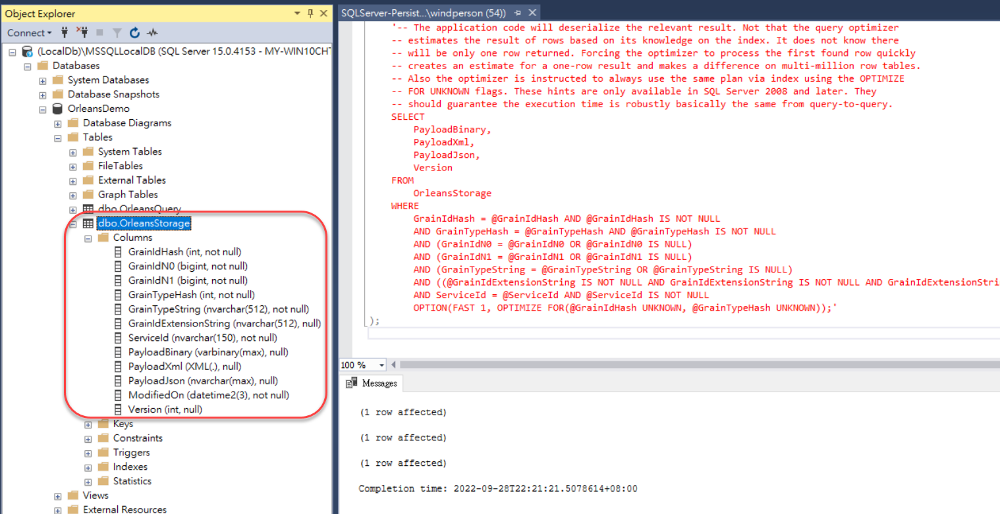 Object Explorer
Connect
(LocalDb)\MSSQLLocalDB (SQL Server 15.0.4153 - MY-WIN10CHT
Databases
System Databases
Database Snapshots
OrleansDemo
Database Diagrams
Tables
System Tables
FileTables
External Tables
Graph Tables
dbo.OrleansQuery
dbo.OrleansStorage
Columns
GrainIdHash (int, not null)
GrainIdN0 (bigint, not null)
GrainIdN1 (bigint, not null)
GrainTypeHash (int, not null)
GrainTypeString (nvarchar(512), not null)
GrainIdExtensionString (nvarchar(512), null)
ServiceId (nvarchar(150), not null)
PayloadBinary (varbinary(max), null)
PayloadXml (XML(.), null)
PayloadJson (nvarchar(max), null)
ModifiedOn (datetime2(3), not null)
Version (int, null)
Keys
Constraints
Triggers
Indexes
Statistics
Views
External Resources
SQLServer-Persist...\windperson (54))
'-- The application code will deserialize the relevant result. Not that the query optimizer
-- estimates the result of rows based on its knowledge on the index. It does not know there
-- will be only one row returned. Forcing the optimizer to process the first found row quickly
-- creates an estimate for a one-row result and makes a difference on multi-million row tables.
-- Also the optimizer is instructed to always use the same plan via index using the OPTIMIZE
-- FOR UNKNOWN flags. These hints are only available in SQL Server 2008 and later. They
-- should guarantee the execution time is robustly basically the same from query-to-query.
SELECT
PayloadBinary,
PayloadXml,
PayloadJson,
Version
FROM
OrleansStorage
WHERE
GrainIdHash = @GrainIdHash AND @GrainIdHash IS NOT NULL
AND GrainTypeHash = @GrainTypeHash AND @GrainTypeHash IS NOT NULL
AND (GrainIdN0 = @GrainIdN0 OR @GrainIdN0 IS NULL)
AND (GrainIdN1 = @GrainIdN1 OR @GrainIdN1 IS NULL)
AND (GrainTypeString = @GrainTypeString OR @GrainTypeString IS NULL)
AND ((@GrainIdExtensionString IS NOT NULL AND GrainIdExtensionString IS NOT NULL AND GrainIdExtensionStri
AND ServiceId = @ServiceId AND @ServiceId IS NOT NULL
OPTION(FAST 1, OPTIMIZE FOR(@GrainIdHash UNKNOWN, @GrainTypeHash UNKNOWN));'
);
100 %
Messages
(1 row affected)
(1 row affected)
(1 row affected)
Completion time: 2022-09-28T22:21:21.5078614+08:00